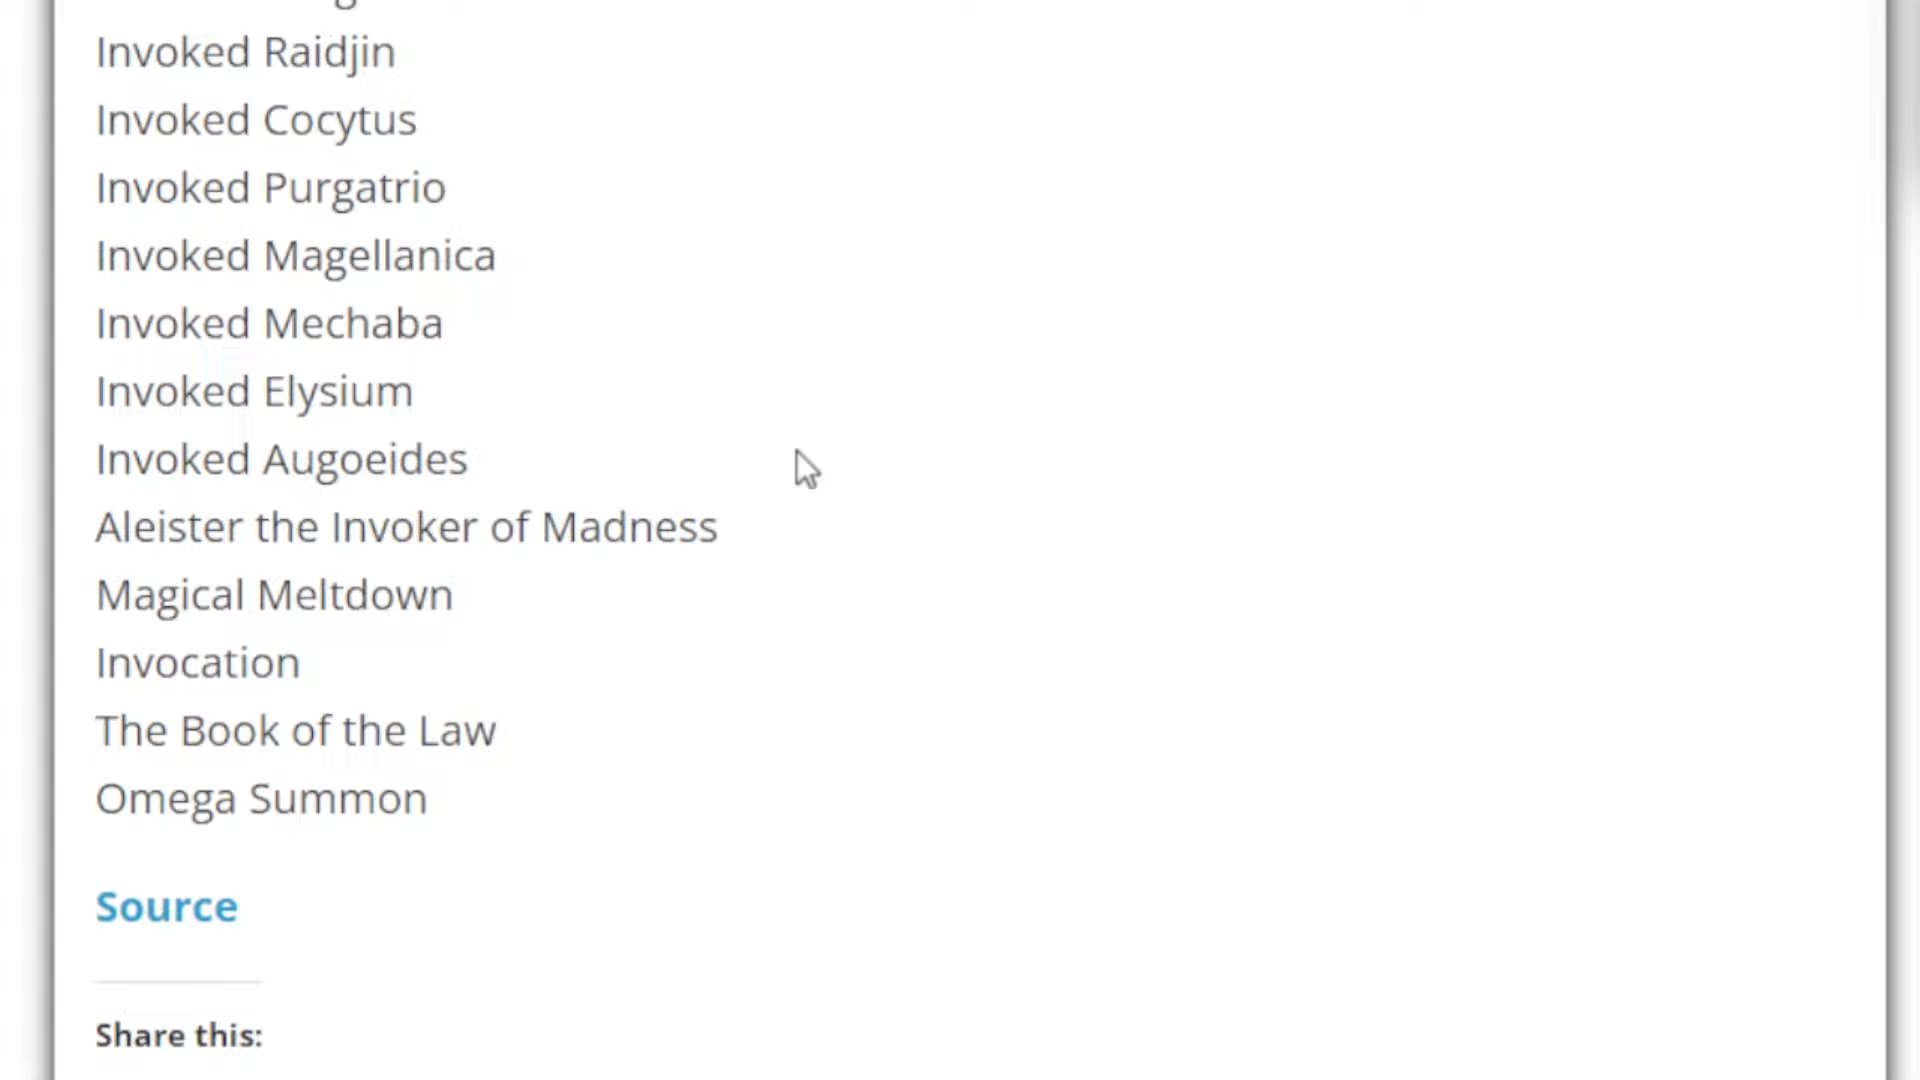 Invoked Raidjin
Invoked Cocytus
Invoked Purgatrio
Invoked Magellanica
Invoked Mechaba
Invoked Elysium
Invoked Augoeides
Aleister the Invoker of Madness
Magical Meltdown
Invocation
The Book of the Law
Omega Summon
Source
Share this: